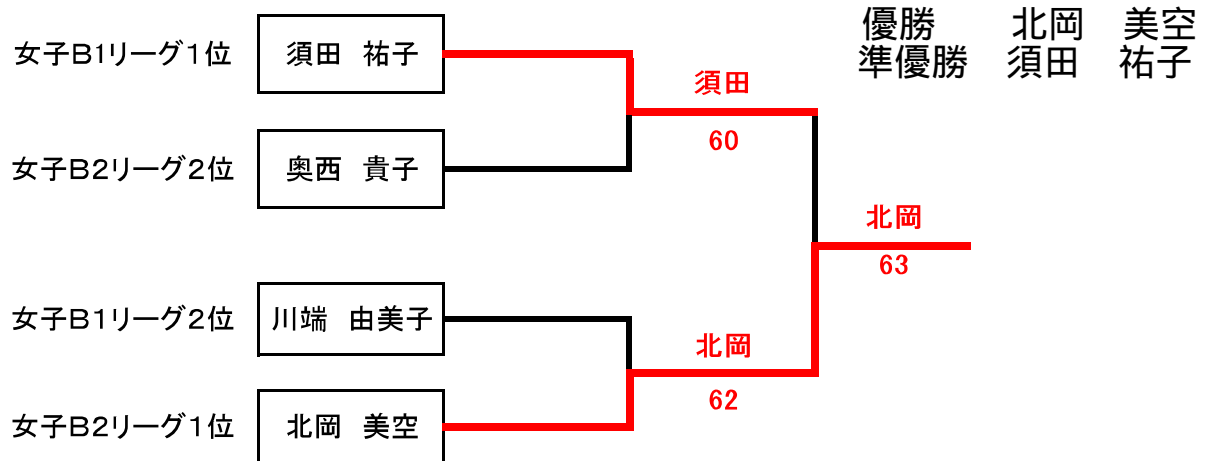 優勝　北岡　美空
準優勝　須田　祐子
女子B1リーグ1位　須田　祐子
須田
60
女子B2リーグ2位　奥西　貴子
北岡
63
女子B1リーグ2位　川端　由美子
北岡
62
女子B2リーグ1位　北岡　美空